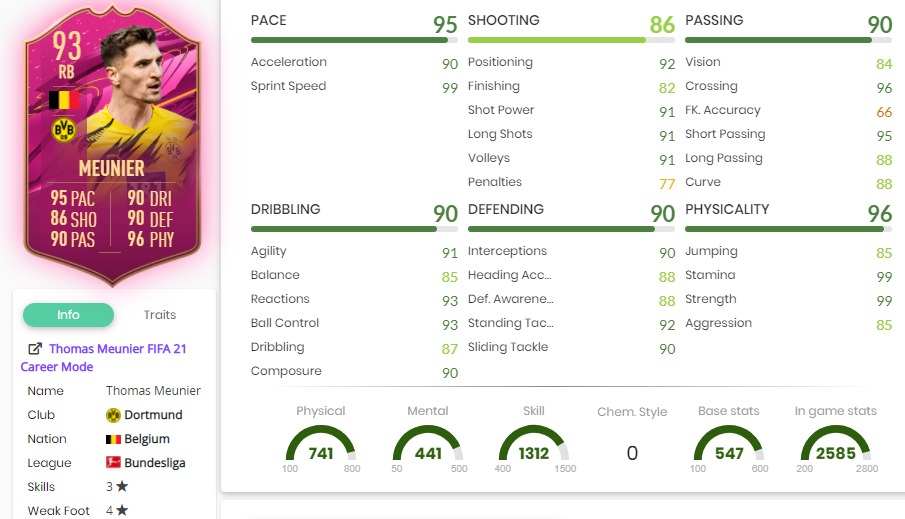 93
RB
BVB
09
MEUNIER
95 PAC 90 DRI
86 SHO 90 DEF
90 PAS 96 PHY
Info Traits
Thomas Meunier FIFA 21
Career Mode
Name Thomas Meunier
Club Dortmund
Nation Belgium
League Bundesliga
Skills 3 ★
Weak Foot 4 ★
PACE 95
Acceleration 90
Sprint Speed 99
SHOOTING 86
Positioning 92
Finishing 82
Shot Power 91
Long Shots 91
Volleys 91
Penalties 77
PASSING 90
Vision 84
Crossing 96
FK. Accuracy 66
Short Passing 95
Long Passing 88
Curve 88
DRIBBLING 90
Agility 91
Balance 85
Reactions 93
Ball Control 93
Dribbling 87
Composure 90
DEFENDING 90
Interceptions 90
Heading Acc... 88
Def. Awarene... 88
Standing Tac... 92
Sliding Tackle 90
PHYSICALITY 96
Jumping 85
Stamina 99
Strength 99
Aggression 85
Physical
741
100 800
Mental
441
50 500
Skill
1312
400 1500
Chem. Style
0
Base stats
547
100 600
In game stats
2585
200 2800